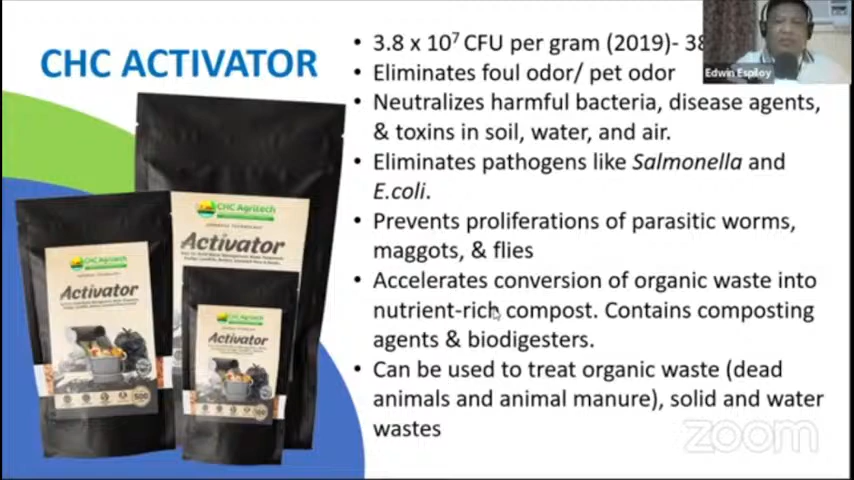 CHC ACTIVATOR
• 3.8 x 10⁷ CFU per gram (2019)- 38
• Eliminates foul odor/ pet odor
• Neutralizes harmful bacteria, disease agents,
& toxins in soil, water, and air.
• Eliminates pathogens like Salmonella and
E.coli.
• Prevents proliferations of parasitic worms,
maggots, & flies
• Accelerates conversion of organic waste into
nutrient-rich compost. Contains composting
agents & biodigesters.
• Can be used to treat organic waste (dead
animals and animal manure), solid and water
wastes
Edwin Espiloy
CHC Agritech
Activator
CHC Agritech
Activator
500
CHC Agritech
Activator
100
zoom